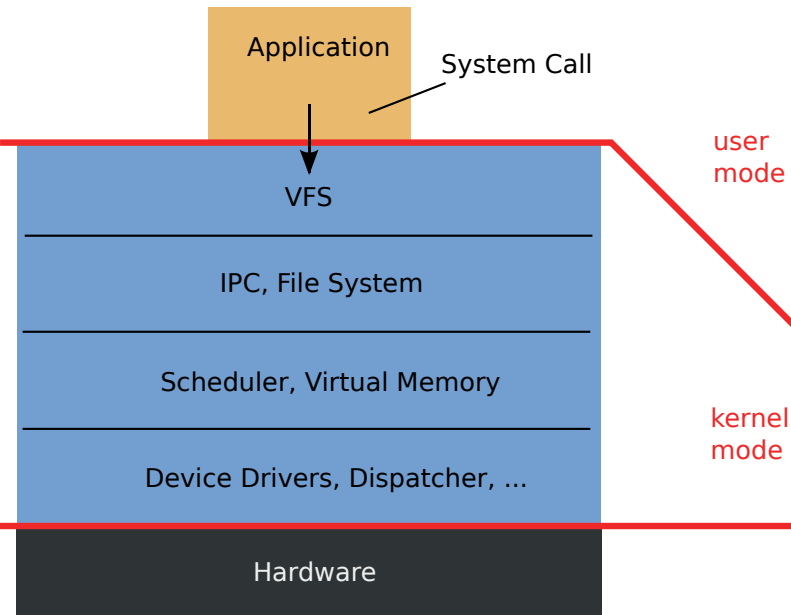 Application
System Call
user
mode
VFS
IPC, File System
Scheduler, Virtual Memory
kernel
mode
Device Drivers, Dispatcher, ...
Hardware